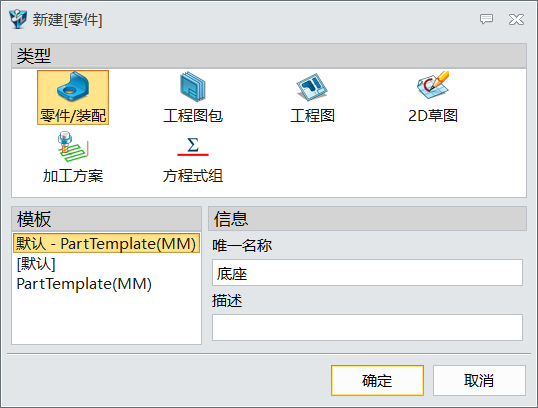 新建[零件]
类型
零件/装配
工程图包
工程图
2D草图
加工方案
Σ
方程式组
模板
默认 - PartTemplate(MM)
[默认]
PartTemplate(MM)
信息
唯一名称
底座
描述
确定
取消